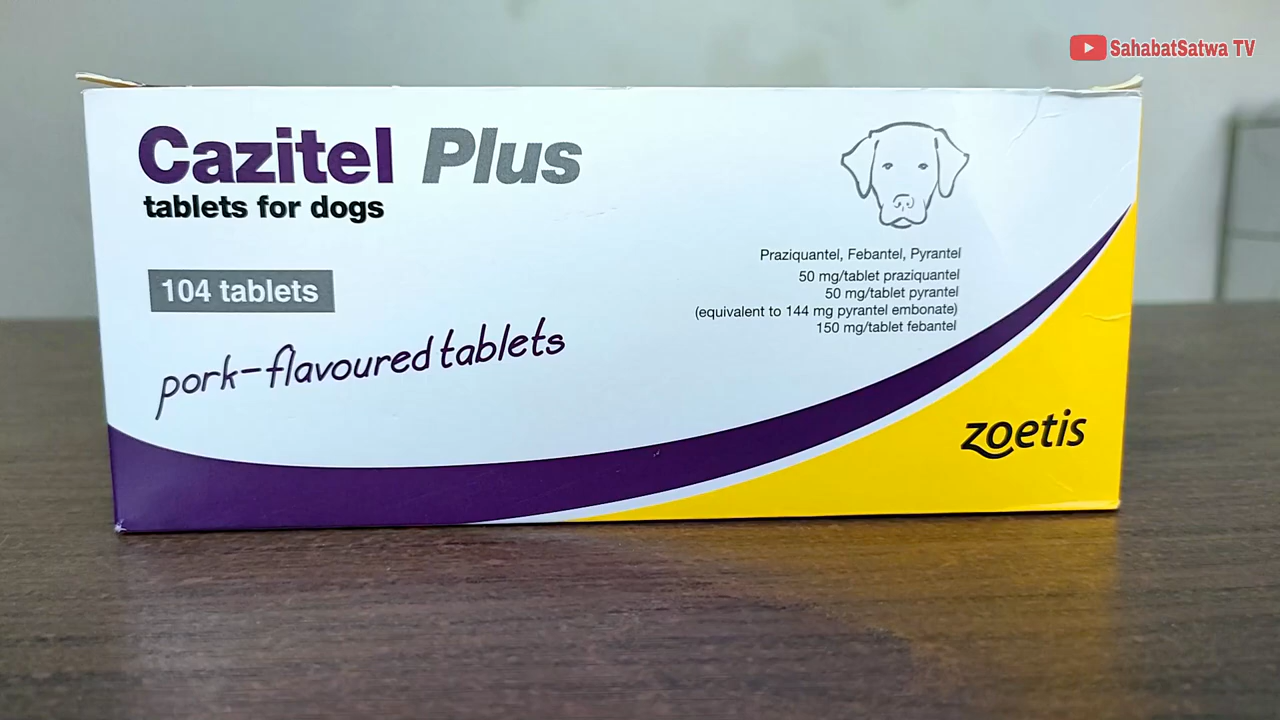 SahabatSatwa TV
Cazitel Plus
tablets for dogs
104 tablets
pork-flavoured tablets
Praziquantel, Febantel, Pyrantel
50 mg/tablet praziquantel
50 mg/tablet pyrantel
(equivalent to 144 mg pyrantel embonate)
150 mg/tablet febantel
zoetis